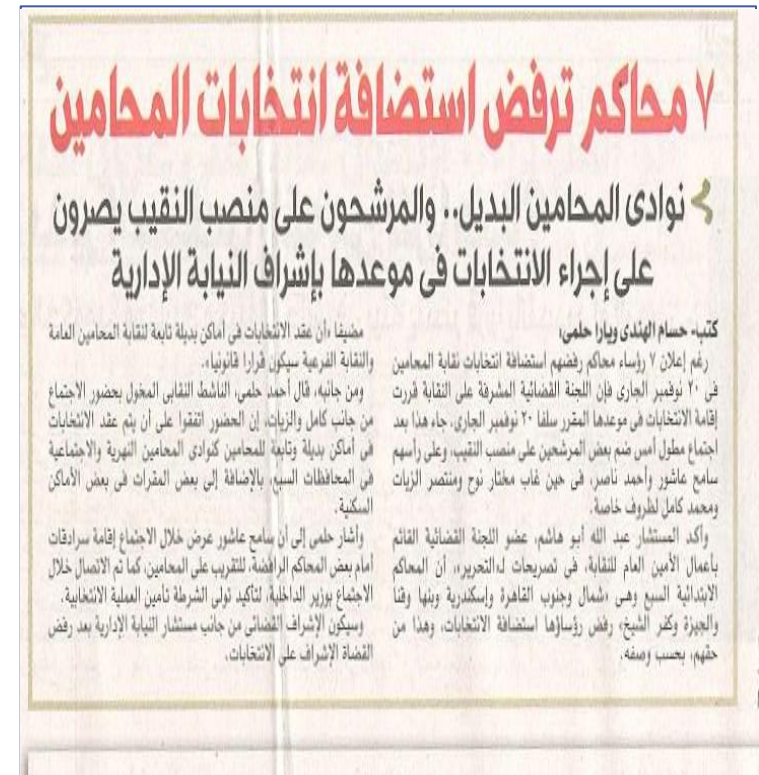 ٧ محاكم ترفض استضافة انتخابات المحامين
نوادى المحامين البديل.. والمرشحون على منصب النقيب يصرون
على إجراء الانتخابات فى موعدها بإشراف النيابة الإدارية
كتب- حسام الهندى ويارا حلمى:
رغم إعلان ٧ رؤساء محاكم رفضهم استضافة انتخابات نقابة المحامين
فى ٢٠ نوفمبر الجارى فإن اللجنة القضائية المشرفة على النقابة قررت
إقامة الانتخابات فى موعدها المقرر سلفا ٢٠ نوفمبر الجارى. جاء هذا بعد
اجتماع مطول أمس ضم بعض المرشحين على منصب النقيب، وعلى رأسهم
سامح عاشور وأحمد ناصر، فى حين غاب مختار نوح ومنتصر الزيات
ومحمد كامل لظروف خاصة.
وأكد المستشار عبد الله أبو هاشم، عضو اللجنة القضائية القائم
بأعمال الأمين العام للنقابة، فى تصريحات لـ«التحرير»، أن المحاكم
الابتدائية السبع وهى «شمال وجنوب القاهرة وإسكندرية وبنها وقنا
والجيزة وكفر الشيخ، رفض رؤساؤها استضافة الانتخابات، وهذا من
حقهم، بحسب وصفه.
مضيفا «أن عقد الانتخابات فى أماكن بديلة تابعة لنقابة المحامين العامة
والنقابة الفرعية سيكون قرارا قانونيا».
ومن جانبه، قال أحمد حلمى، الناشط النقابى المخول بحضور الاجتماع
من جانب كامل والزيات، إن الحضور اتفقوا على أن يتم عقد الانتخابات
فى أماكن بديلة وتابعة للمحامين كنوادى المحامين النهرية والاجتماعية
فى المحافظات السبع، بالإضافة إلى بعض المقرات فى بعض الأماكن
السكنية.
وأشار حلمى إلى أن سامح عاشور عرض خلال الاجتماع إقامة سرادقات
أمام بعض المحاكم الرافضة، للتقريب على المحامين، كما تم الاتصال خلال
الاجتماع بوزير الداخلية، لتأكيد تولى الشرطة تأمين العملية الانتخابية.
وسيكون الإشراف القضائى من جانب مستشار النيابة الإدارية بعد رفض
القضاة الإشراف على الانتخابات.